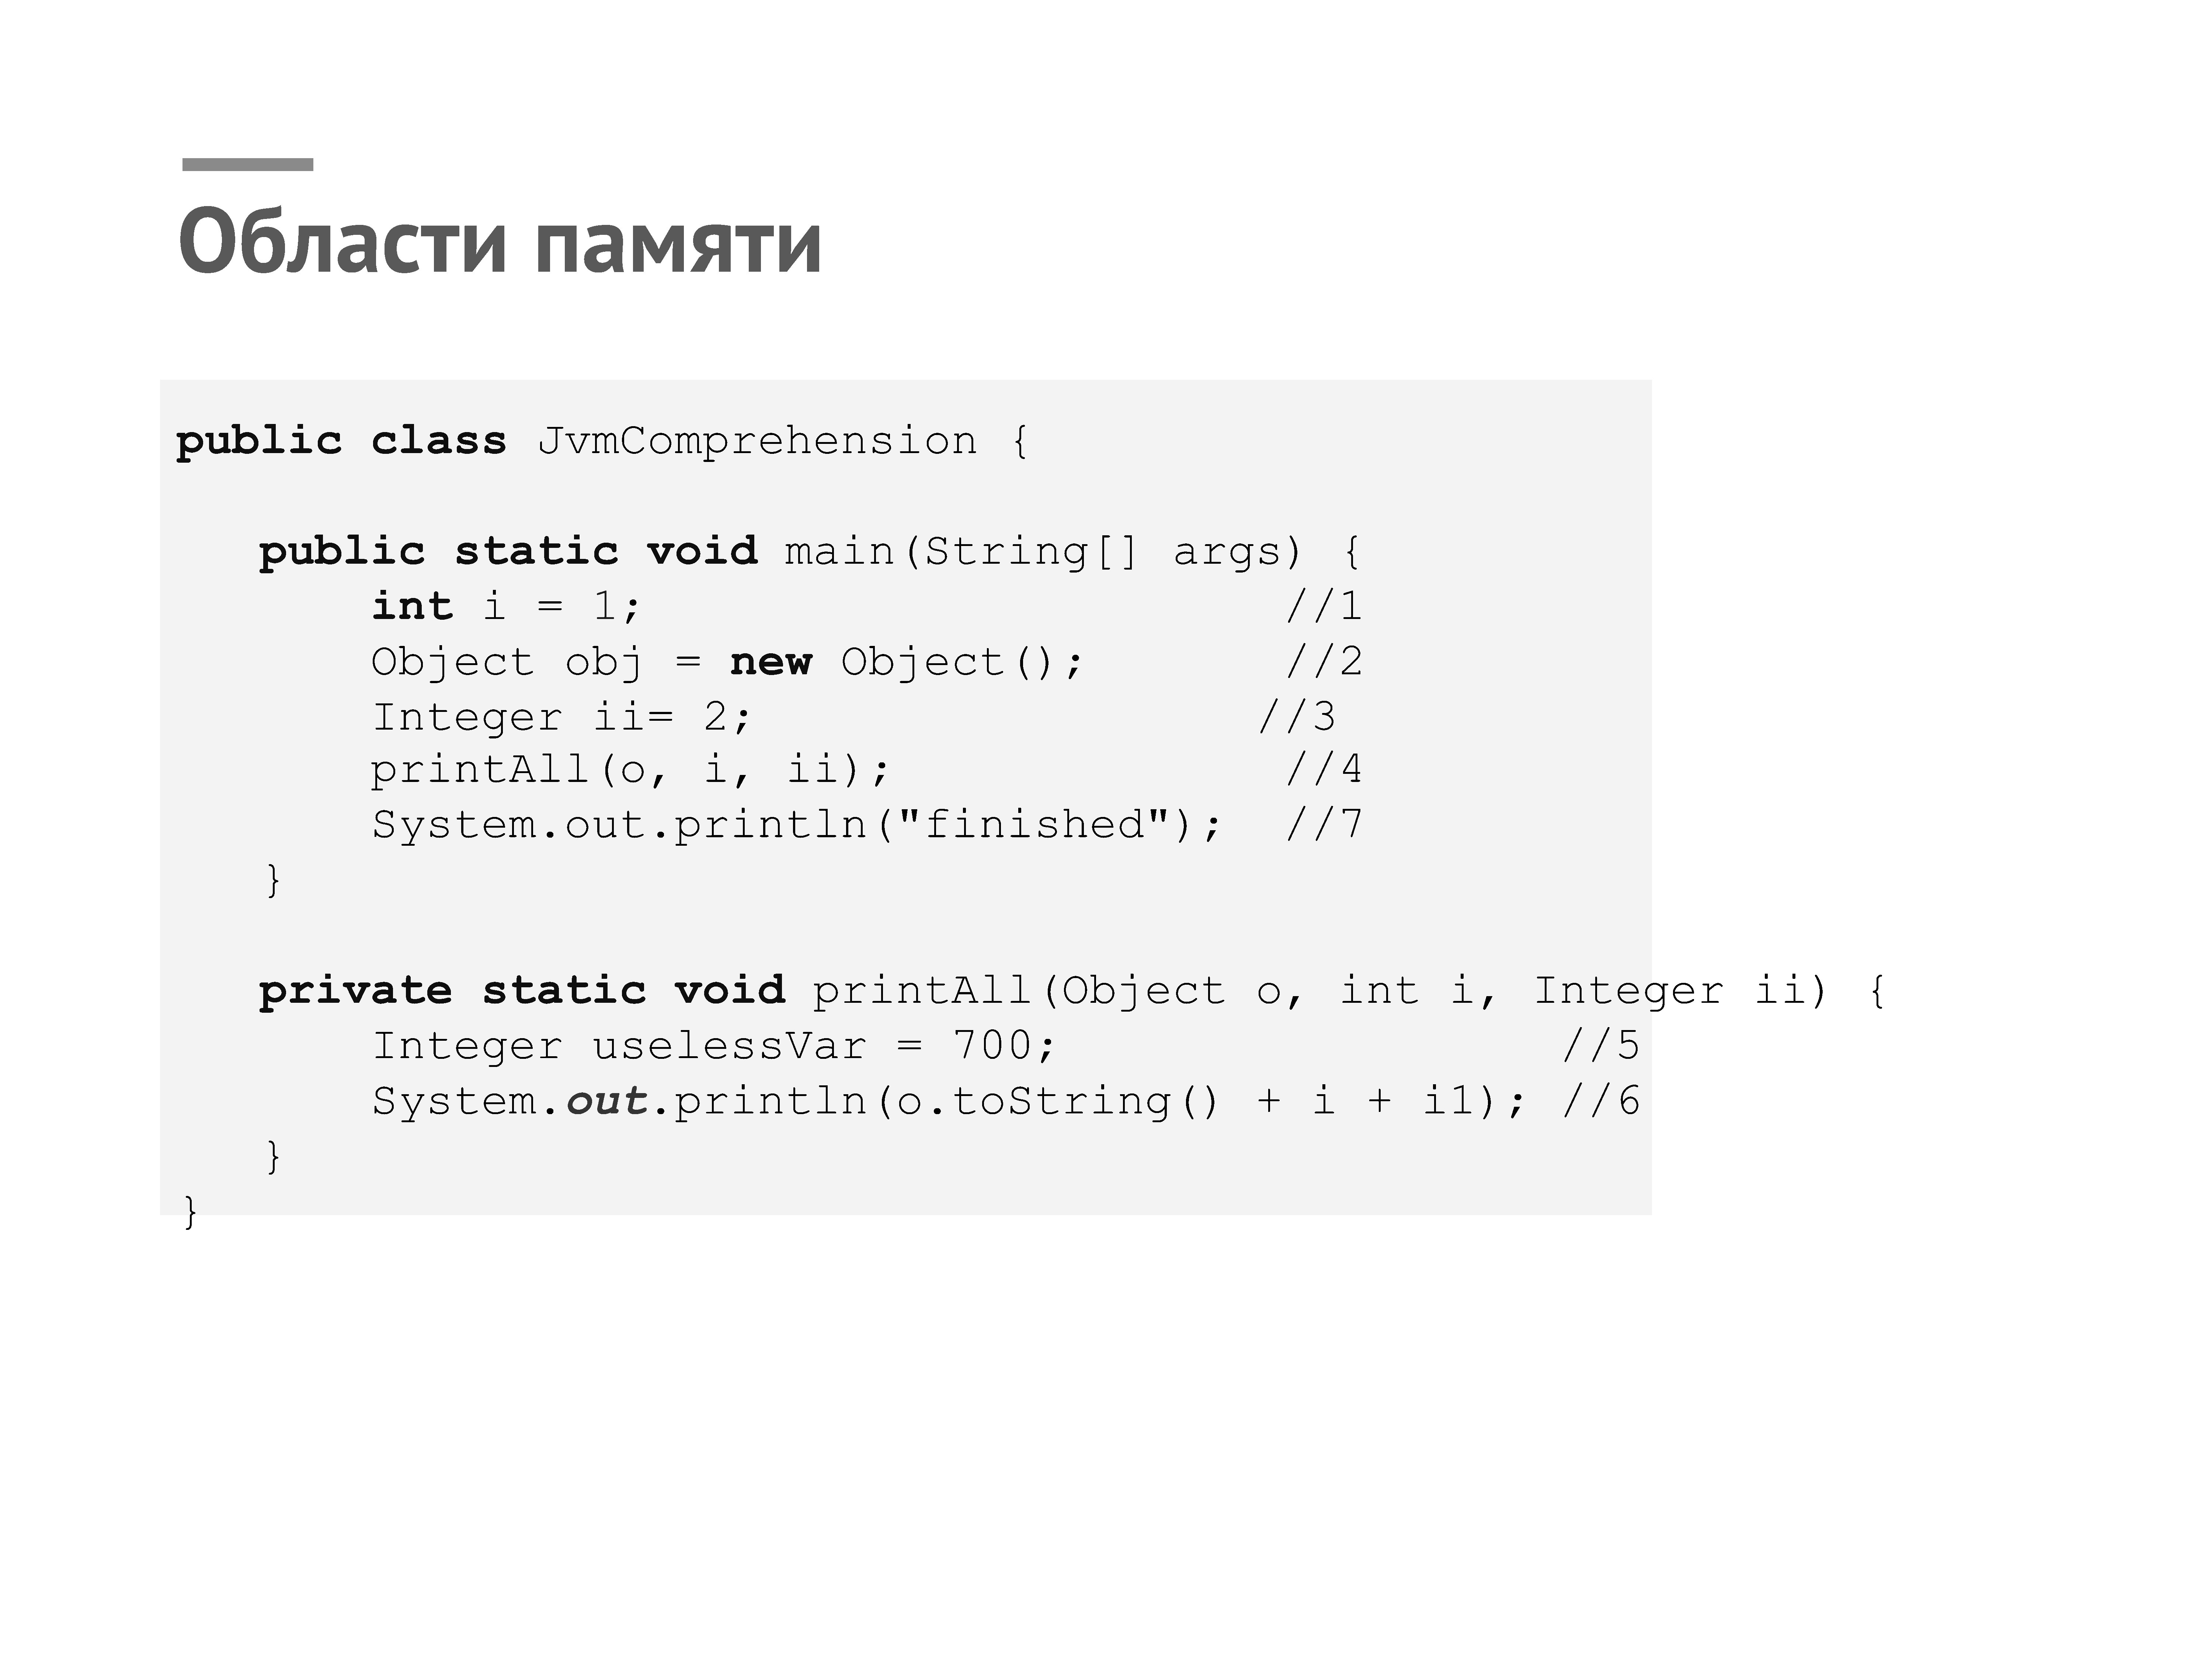 Области памяти
public class JvmComprehension {
public static void main(String[] args) {
int i = 1; //1
Object obj = new Object(); //2
Integer ii= 2; //3
printAll(o, i, ii); //4
System.out.println("finished"); //7
}
private static void printAll(Object o, int i, Integer ii) {
Integer uselessVar = 700; //5
System.out.println(o.toString() + i + i1); //6
}
}